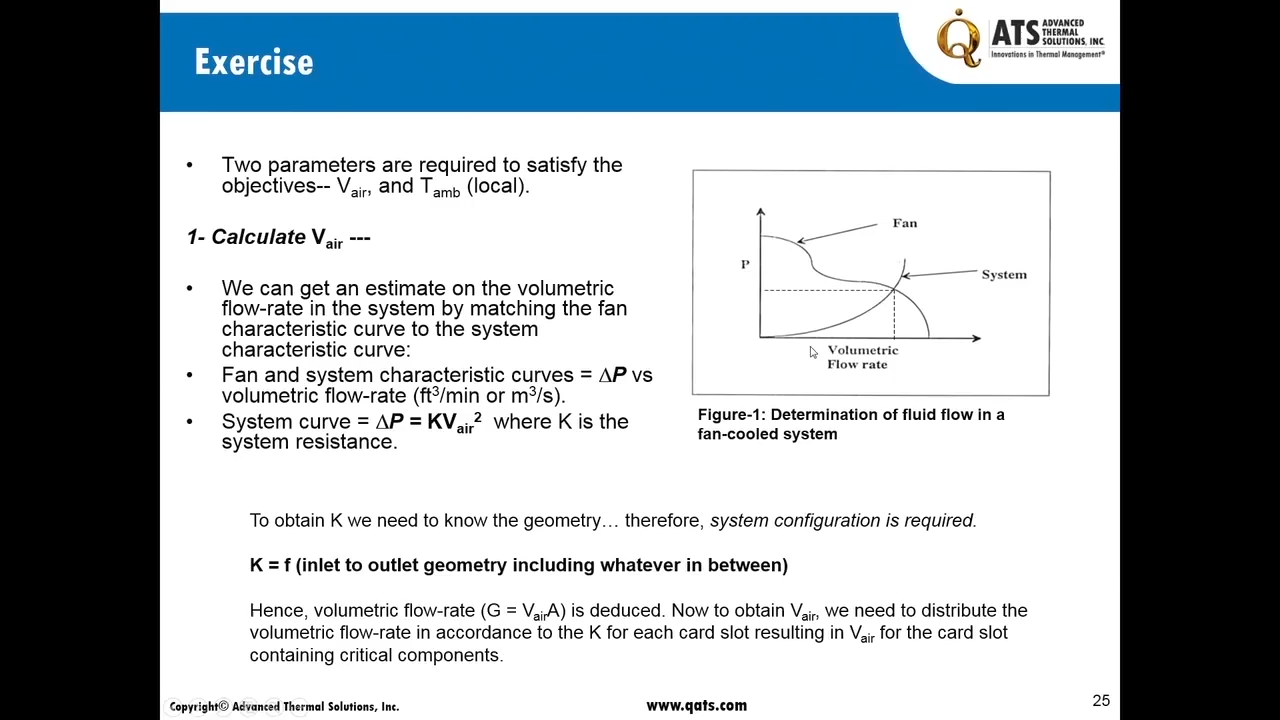 Exercise
ATS ADVANCED
THERMAL
SOLUTIONS, INC.
Innovations in Thermal Management®
• Two parameters are required to satisfy the
objectives-- Vair, and Tamb (local).
1- Calculate Vair ---
• We can get an estimate on the volumetric
flow-rate in the system by matching the fan
characteristic curve to the system
characteristic curve:
• Fan and system characteristic curves = ∆P vs
volumetric flow-rate (ft³/min or m³/s).
• System curve = ∆P = KVair² where K is the
system resistance.
Fan
P
System
Volumetric
Flow rate
Figure-1: Determination of fluid flow in a
fan-cooled system
To obtain K we need to know the geometry… therefore, system configuration is required.
K = f (inlet to outlet geometry including whatever in between)
Hence, volumetric flow-rate (G = VairA) is deduced. Now to obtain Vair, we need to distribute the
volumetric flow-rate in accordance to the K for each card slot resulting in Vair for the card slot
containing critical components.
Copyright© Advanced Thermal Solutions, Inc.
www.qats.com
25